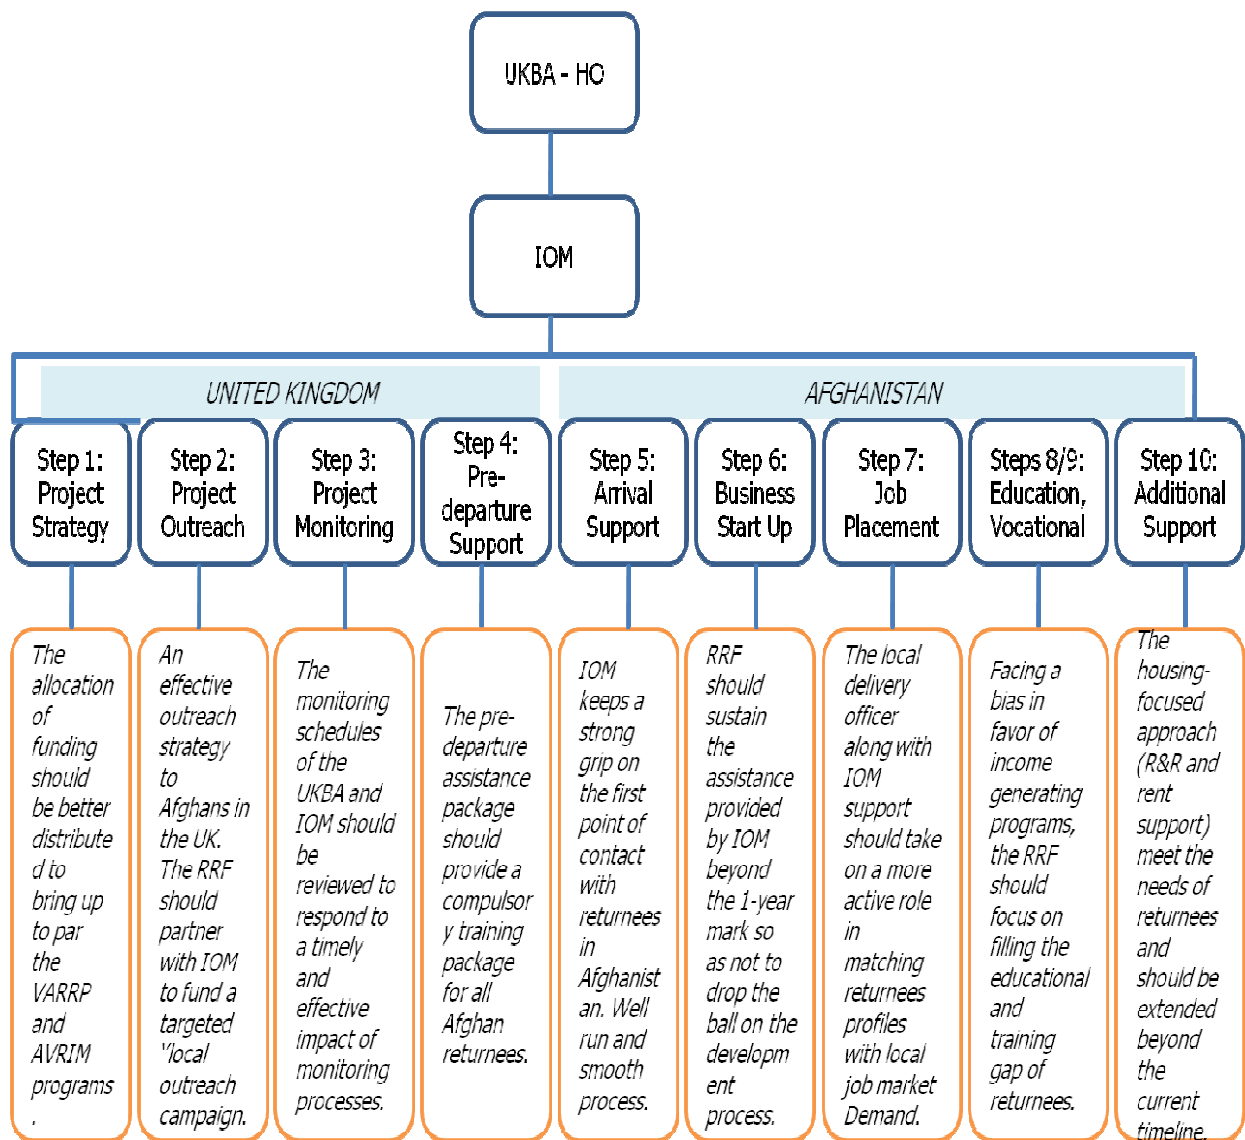 UKBA - HO
IOM
UNITED KINGDOM
AFGHANISTAN
Step 1:
Project
Strategy
Step 2:
Project
Outreach
Step 3:
Project
Monitoring
Step 4:
Pre-
departure
Support
Step 5:
Arrival
Support
Step 6:
Business
Start Up
Step 7:
Job
Placement
Steps 8/9:
Education,
Vocational
Step 10:
Additional
Support
The
allocation
of
funding
should
be better
distribute
d to
bring up
to par
the
VARRP
and
AVRIM
programs
.
An
effective
outreach
strategy
to
Afghans in
the UK.
The RRF
should
partner
with IOM
to fund a
targeted
"local
outreach
campaign.
The
monitoring
schedules
of the
UKBA and
IOM should
be
reviewed to
respond to
a timely
and
effective
impact of
monitoring
processes.
The pre-
departure
assistance
package
should
provide a
compulsor
y training
package
for all
Afghan
returnees.
IOM
keeps a
strong
grip on
the first
point of
contact
with
returnees
in
Afghanist
an. Well
run and
smooth
process.
RRF
should
sustain
the
assistance
provided
by IOM
beyond
the 1-year
mark so
as not to
drop the
ball on the
developm
ent
process.
The local
delivery
officer
along with
IOM
support
should take
on a more
active role
in
matching
returnees
profiles
with local
job market
Demand.
Facing a
bias in
favor of
income
generating
programs,
the RRF
should
focus on
filling the
educational
and
training
gap of
returnees.
The
housing-
focused
approach
(R&R and
rent
support)
meet the
needs of
returnees
and
should be
extended
beyond
the
current
timeline.